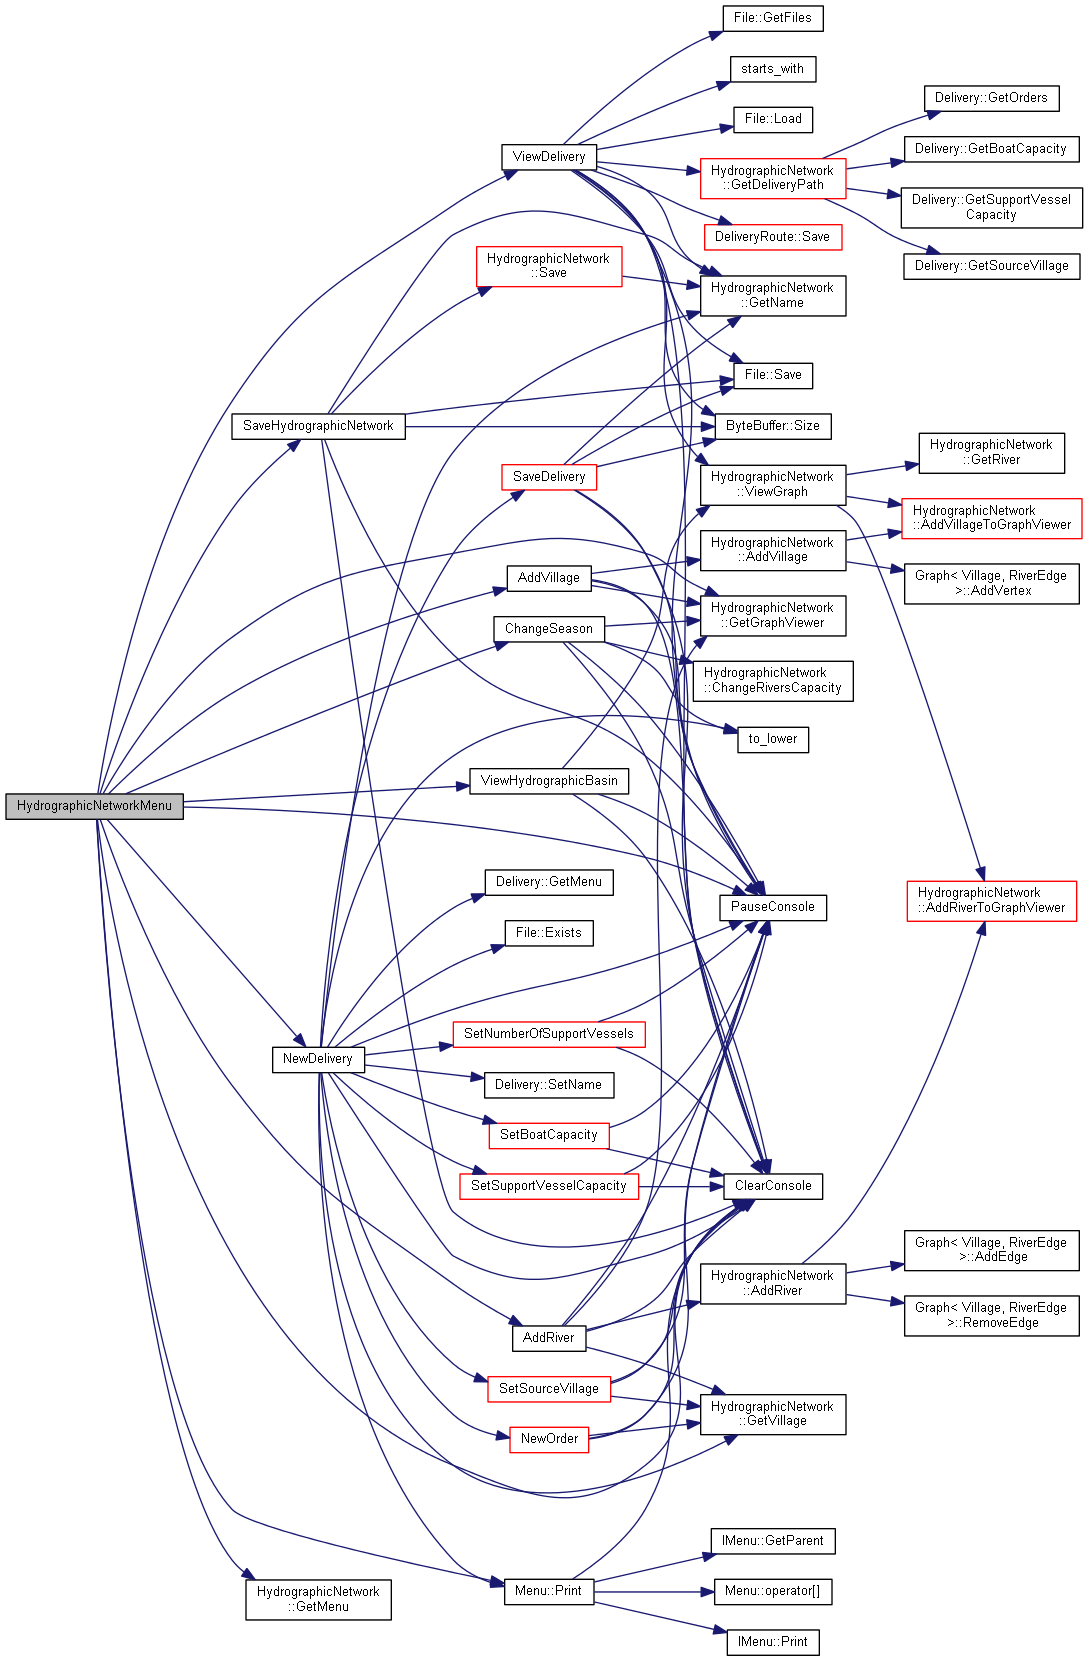 File::GetFiles
starts_with
Delivery::GetOrders
File::Load
Delivery::GetBoatCapacity
ViewDelivery
HydrographicNetwork
::GetDeliveryPath
Delivery::GetSupportVessel
Capacity
DeliveryRoute::Save
Delivery::GetSourceVillage
HydrographicNetwork
::Save
HydrographicNetwork
::GetName
File::Save
SaveHydrographicNetwork
ByteBuffer::Size
HydrographicNetwork
::GetRiver
SaveDelivery
HydrographicNetwork
::ViewGraph
HydrographicNetwork
::AddVillageToGraphViewer
HydrographicNetwork
::AddVillage
AddVillage
Graph< Village, RiverEdge
>::AddVertex
HydrographicNetwork
::GetGraphViewer
ChangeSeason
HydrographicNetwork
::ChangeRiversCapacity
to_lower
ViewHydrographicBasin
HydrographicNetworkMenu
Delivery::GetMenu
HydrographicNetwork
::AddRiverToGraphViewer
PauseConsole
File::Exists
SetNumberOfSupportVessels
NewDelivery
Delivery::SetName
SetBoatCapacity
SetSupportVesselCapacity
ClearConsole
Graph< Village, RiverEdge
>::AddEdge
HydrographicNetwork
::AddRiver
Graph< Village, RiverEdge
>::RemoveEdge
AddRiver
SetSourceVillage
HydrographicNetwork
::GetVillage
NewOrder
IMenu::GetParent
Menu::Print
Menu::operator[]
HydrographicNetwork
::GetMenu
IMenu::Print